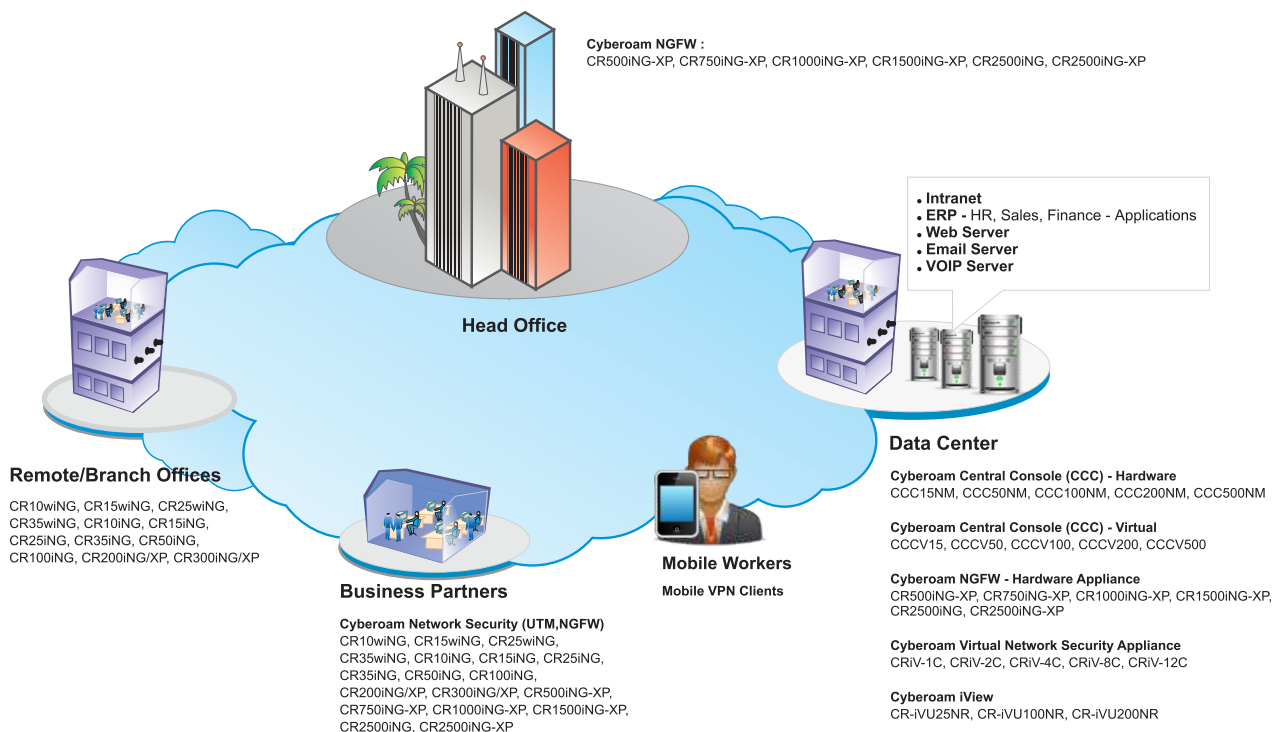 Cyberoam NGFW :
CR500iNG-XP, CR750iNG-XP, CR1000iNG-XP, CR1500iNG-XP, CR2500iNG, CR2500iNG-XP
Head Office
• Intranet
• ERP - HR, Sales, Finance - Applications
• Web Server
• Email Server
• VOIP Server
Remote/Branch Offices
CR10wiNG, CR15wiNG, CR25wiNG,
CR35wiNG, CR10iNG, CR15iNG,
CR25iNG, CR35iNG, CR50iNG,
CR100iNG, CR200iNG/XP, CR300iNG/XP
Business Partners
Cyberoam Network Security (UTM,NGFW)
CR10wiNG, CR15wiNG, CR25wiNG,
CR35wiNG, CR10iNG, CR15iNG, CR25iNG,
CR35iNG, CR50iNG, CR100iNG,
CR200iNG/XP, CR300iNG/XP, CR500iNG-XP,
CR750iNG-XP, CR1000iNG-XP, CR1500iNG-XP,
CR2500iNG, CR2500iNG-XP
Mobile Workers
Mobile VPN Clients
Data Center
Cyberoam Central Console (CCC) - Hardware
CCC15NM, CCC50NM, CCC100NM, CCC200NM, CCC500NM
Cyberoam Central Console (CCC) - Virtual
CCCV15, CCCV50, CCCV100, CCCV200, CCCV500
Cyberoam NGFW - Hardware Appliance
CR500iNG-XP, CR750iNG-XP, CR1000iNG-XP, CR1500iNG-XP,
CR2500iNG, CR2500iNG-XP
Cyberoam Virtual Network Security Appliance
CRiV-1C, CRiV-2C, CRiV-4C, CRiV-8C, CRiV-12C
Cyberoam iView
CR-iVU25NR, CR-iVU100NR, CR-iVU200NR